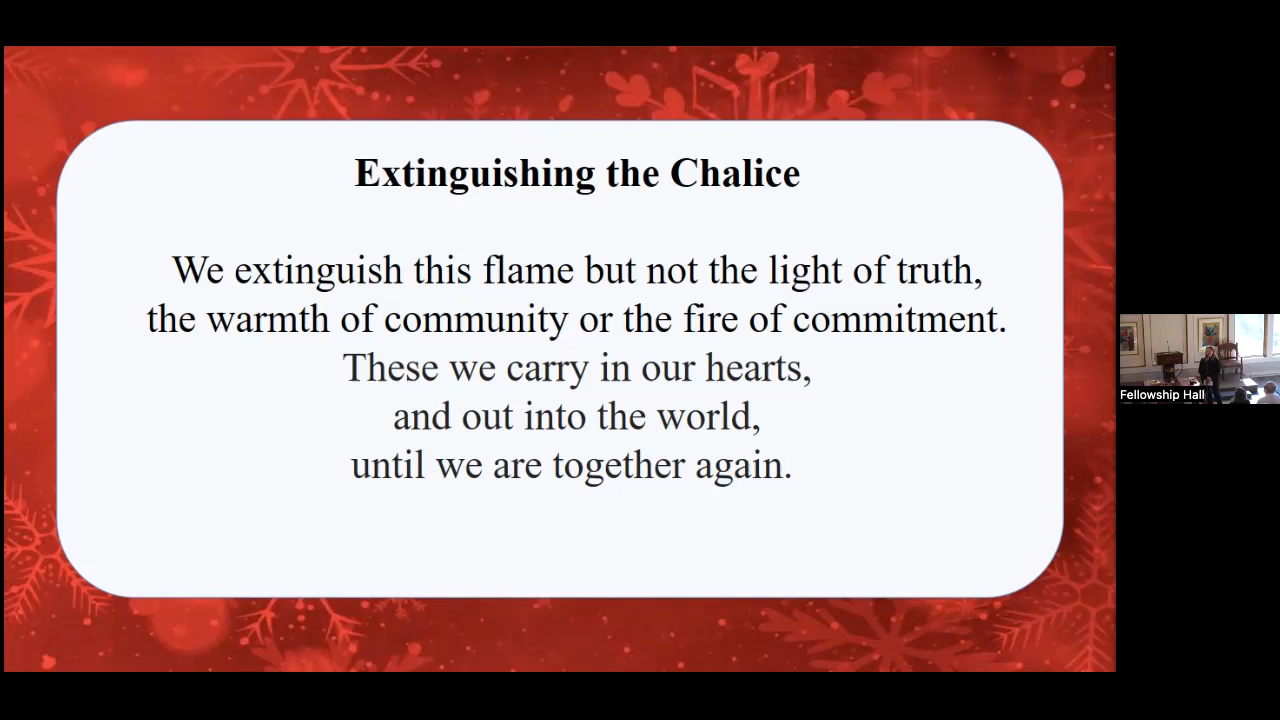 Extinguishing the Chalice
We extinguish this flame but not the light of truth,
the warmth of community or the fire of commitment.
These we carry in our hearts,
and out into the world,
until we are together again.
Fellowship Hall